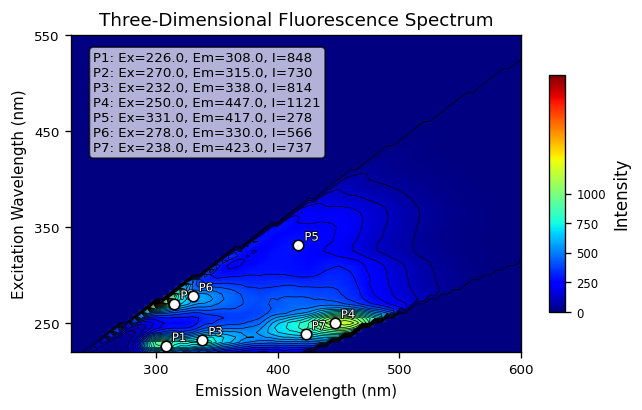 Three-Dimensional Fluorescence Spectrum
550
450
350
250
Excitation Wavelength (nm)
P1: Ex=226.0, Em=308.0, I=848
P2: Ex=270.0, Em=315.0, I=730
P3: Ex=232.0, Em=338.0, I=814
P4: Ex=250.0, Em=447.0, I=1121
P5: Ex=331.0, Em=417.0, I=278
P6: Ex=278.0, Em=330.0, I=566
P7: Ex=238.0, Em=423.0, I=737
P5
P6
P4
P7
P3
P1
300
400
500
600
Emission Wavelength (nm)
1000
750
500
250
0
Intensity